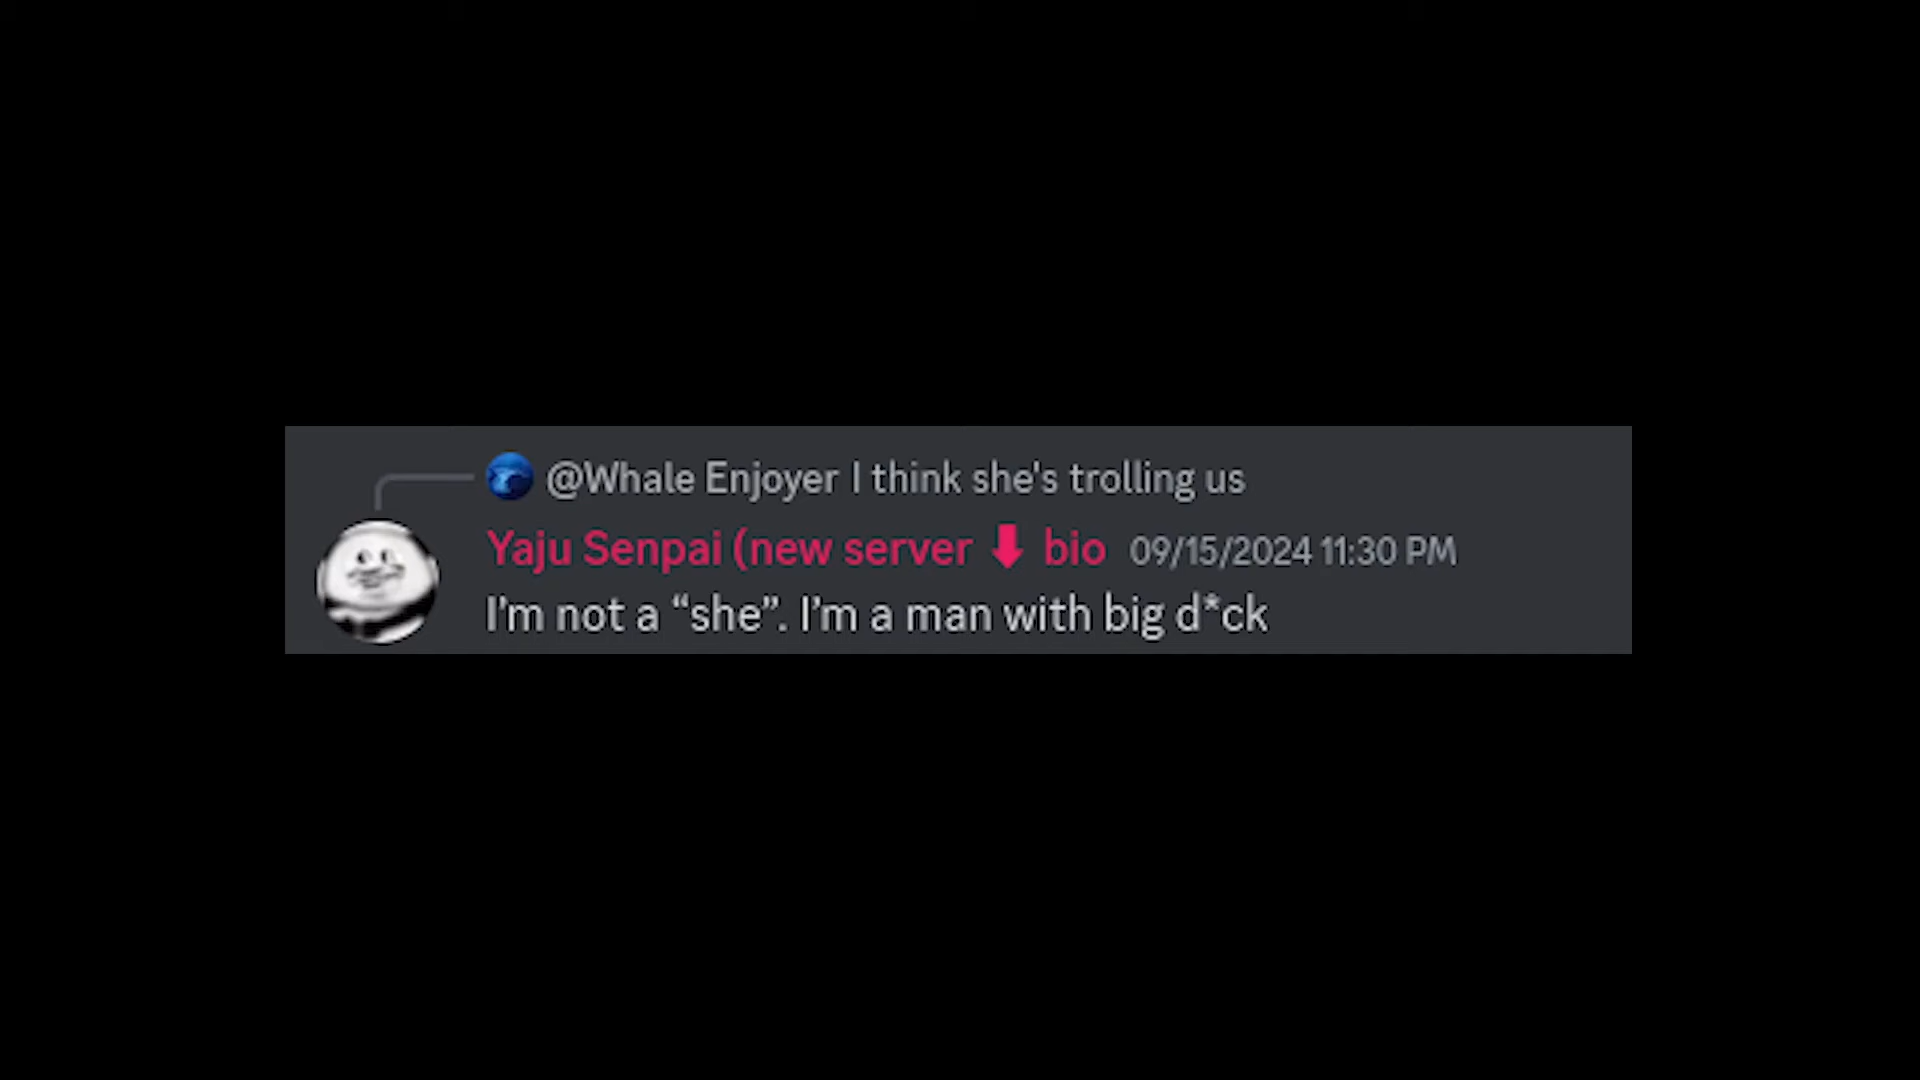 @Whale Enjoyer I think she's trolling us
Yaju Senpai (new server ⬇ bio 09/15/2024 11:30 PM
I’m not a “she”. I’m a man with big d*ck